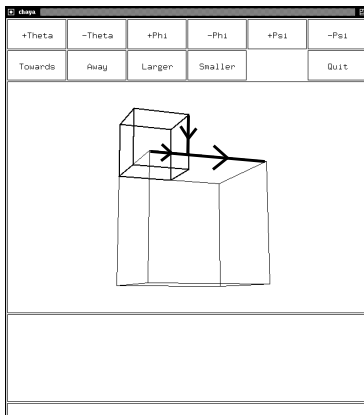 chaya
+Theta -Theta +Phi -Phi +Psi -Psi
Towards Away Larger Smaller Quit